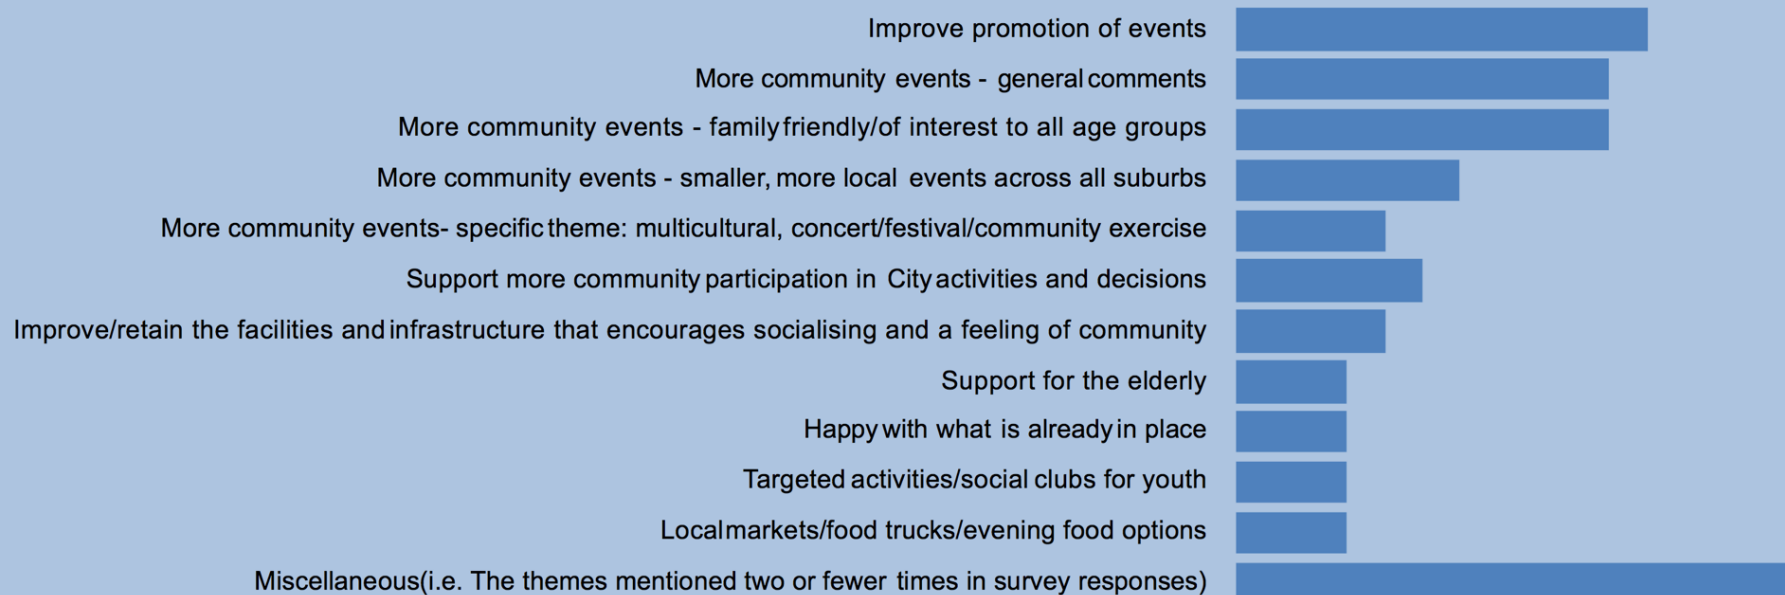 Improve promotion of events
More community events - general comments
More community events - family friendly/of interest to all age groups
More community events - smaller, more local events across all suburbs
More community events- specific theme: multicultural, concert/festival/community exercise
Support more community participation in City activities and decisions
Improve/retain the facilities and infrastructure that encourages socialising and a feeling of community
Support for the elderly
Happy with what is already in place
Targeted activities/social clubs for youth
Local markets/food trucks/evening food options
Miscellaneous(i.e. The themes mentioned two or fewer times in survey responses)